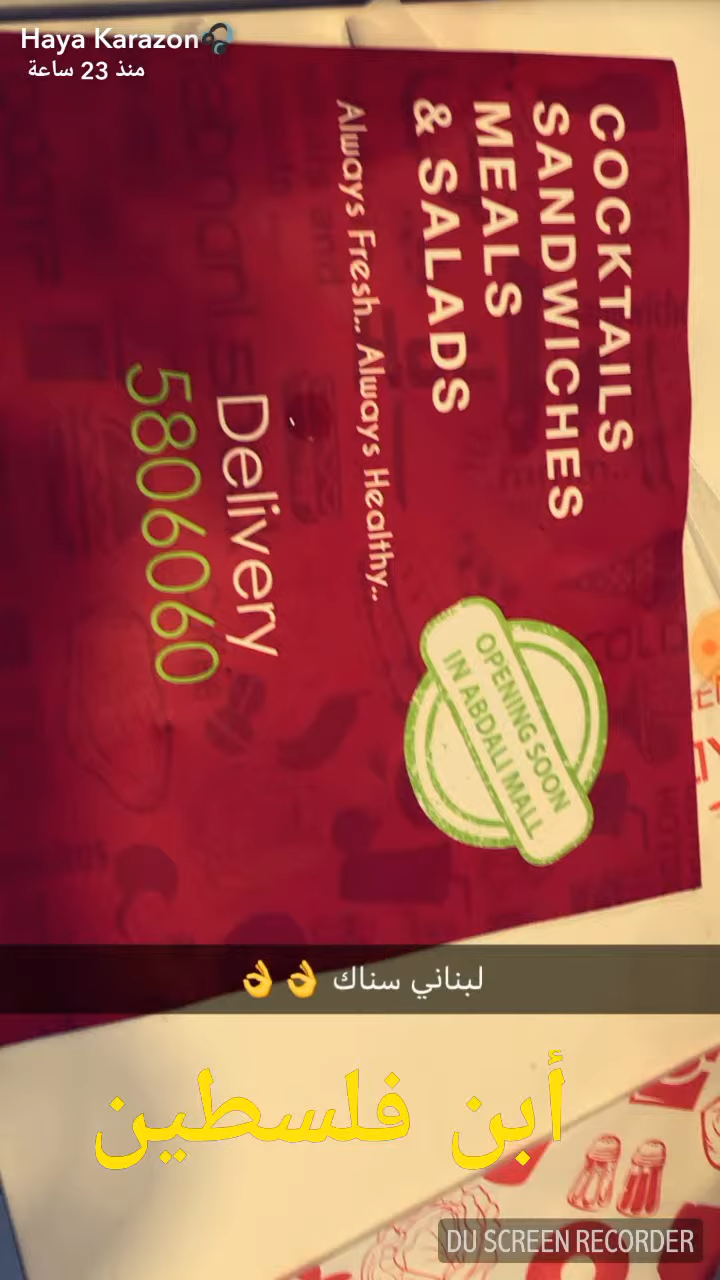 Haya Karazon
منذ 23 ساعة
COCKTAILS
SANDWICHES
MEALS
& SALADS
Always Fresh.. Always Healthy..
Delivery
5806060
OPENING SOON
IN ABDALI MALL
لبناني سناك 👌👌
أبن فلسطين
DU SCREEN RECORDER